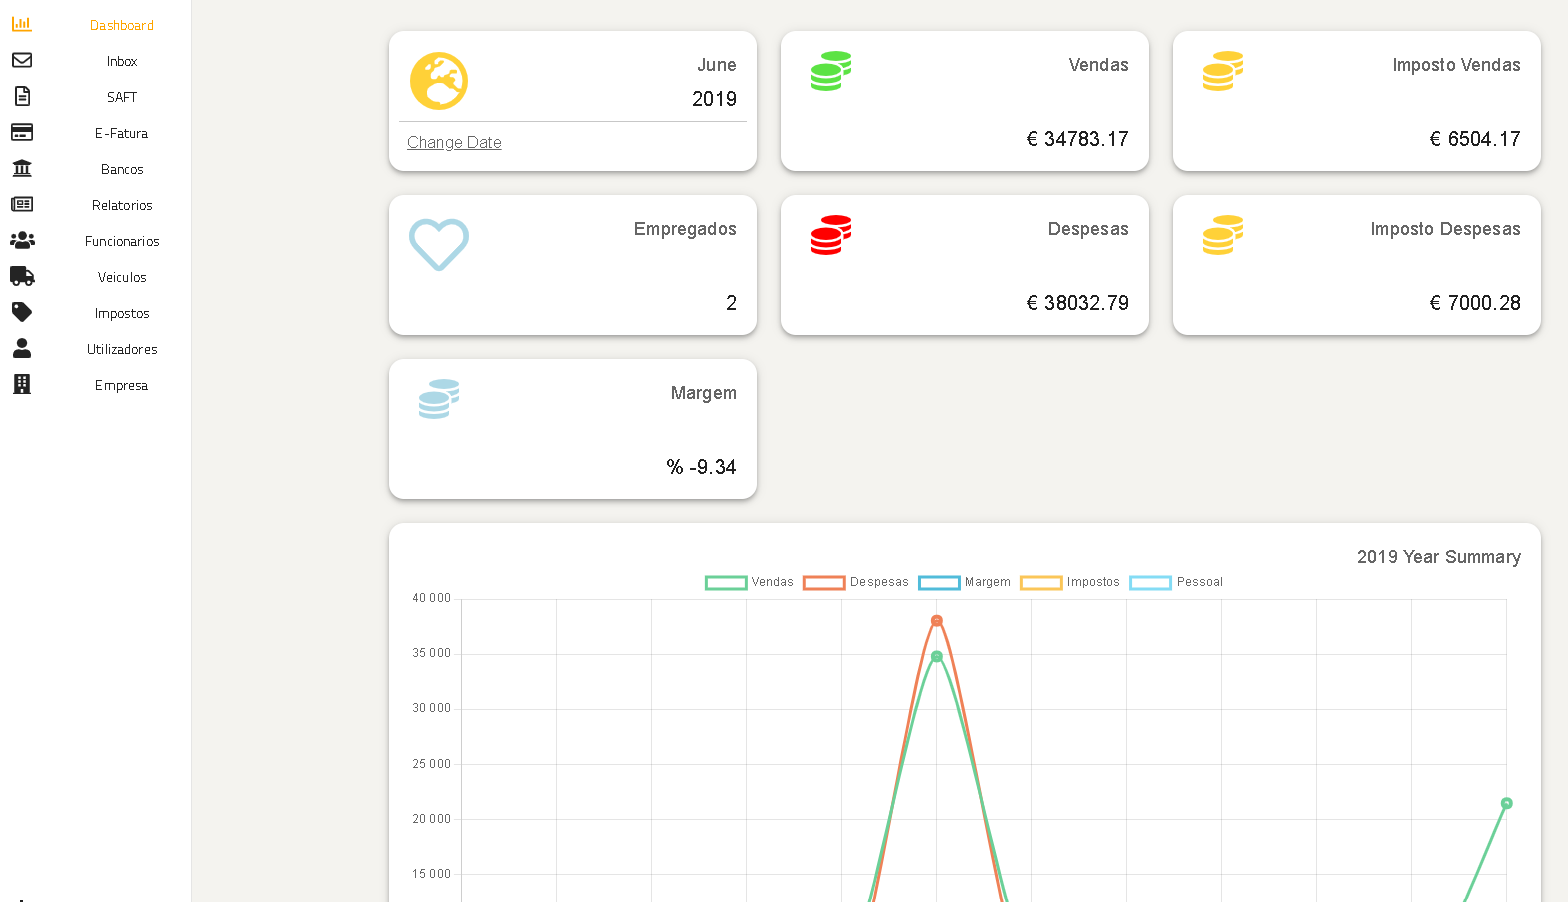 Dashboard
Inbox
SAFT
E-Fatura
Bancos
Relatorios
Funcionarios
Veiculos
Impostos
Utilizadores
Empresa
June
2019
Change Date
Vendas
€ 34783.17
Imposto Vendas
€ 6504.17
Empregados
2
Despesas
€ 38032.79
Imposto Despesas
€ 7000.28
Margem
% -9.34
2019 Year Summary
Vendas Despesas Margem Impostos Pessoal
40 000
35 000
30 000
25 000
20 000
15 000